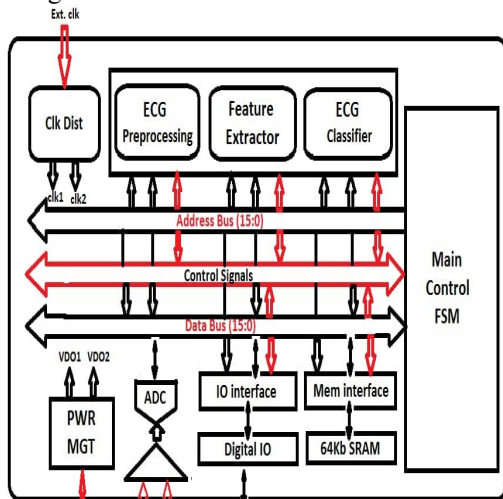 Ext. clk
Clk Dist
clk1 clk2
ECG
Preprocessing
Feature
Extractor
ECG
Classifier
Address Bus (15:0)
Control Signals
Data Bus (15:0)
Main
Control
FSM
VDO1 VDO2
PWR
MGT
ADC
IO interface
Digital IO
Mem interface
64Kb SRAM